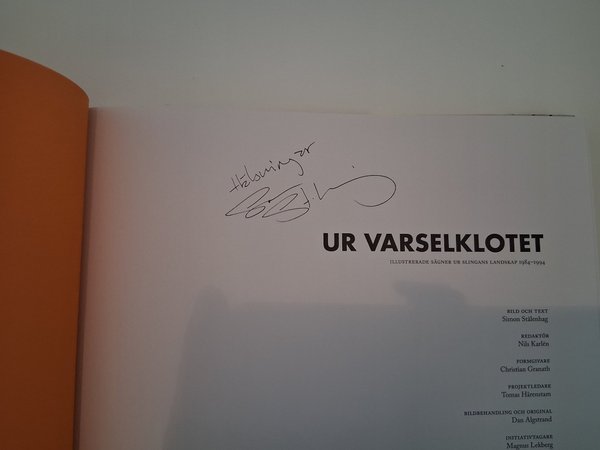 Hälsningar
UR VARSELKLOTET
ILLUSTRERADE SÄGNER UR SLINGANS LANDSKAP 1984–1994
BILD OCH TEXT
Simon Stålenhag
REDAKTÖR
Nils Karlén
FORMGIVARE
Christian Granath
PROJEKTLEDARE
Tomas Härenstam
BILDBEHANDLING OCH ORIGINAL
Dan Algstrand
INITIATIVTAGARE
Magnus Lekberg